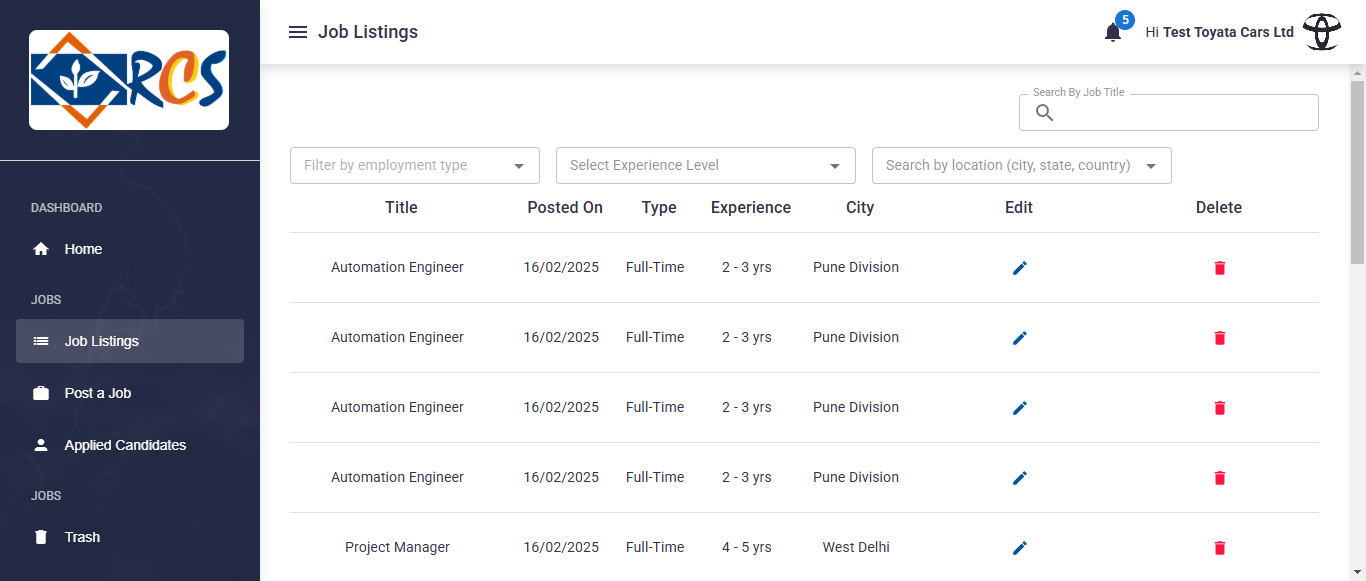 RCS
Job Listings
5
Hi Test Toyata Cars Ltd
DASHBOARD
Home
JOBS
Job Listings
Post a Job
Applied Candidates
JOBS
Trash
Search By Job Title
Filter by employment type
Select Experience Level
Search by location (city, state, country)
Title Posted On Type Experience City Edit Delete
Automation Engineer 16/02/2025 Full-Time 2 - 3 yrs Pune Division
Automation Engineer 16/02/2025 Full-Time 2 - 3 yrs Pune Division
Automation Engineer 16/02/2025 Full-Time 2 - 3 yrs Pune Division
Automation Engineer 16/02/2025 Full-Time 2 - 3 yrs Pune Division
Project Manager 16/02/2025 Full-Time 4 - 5 yrs West Delhi